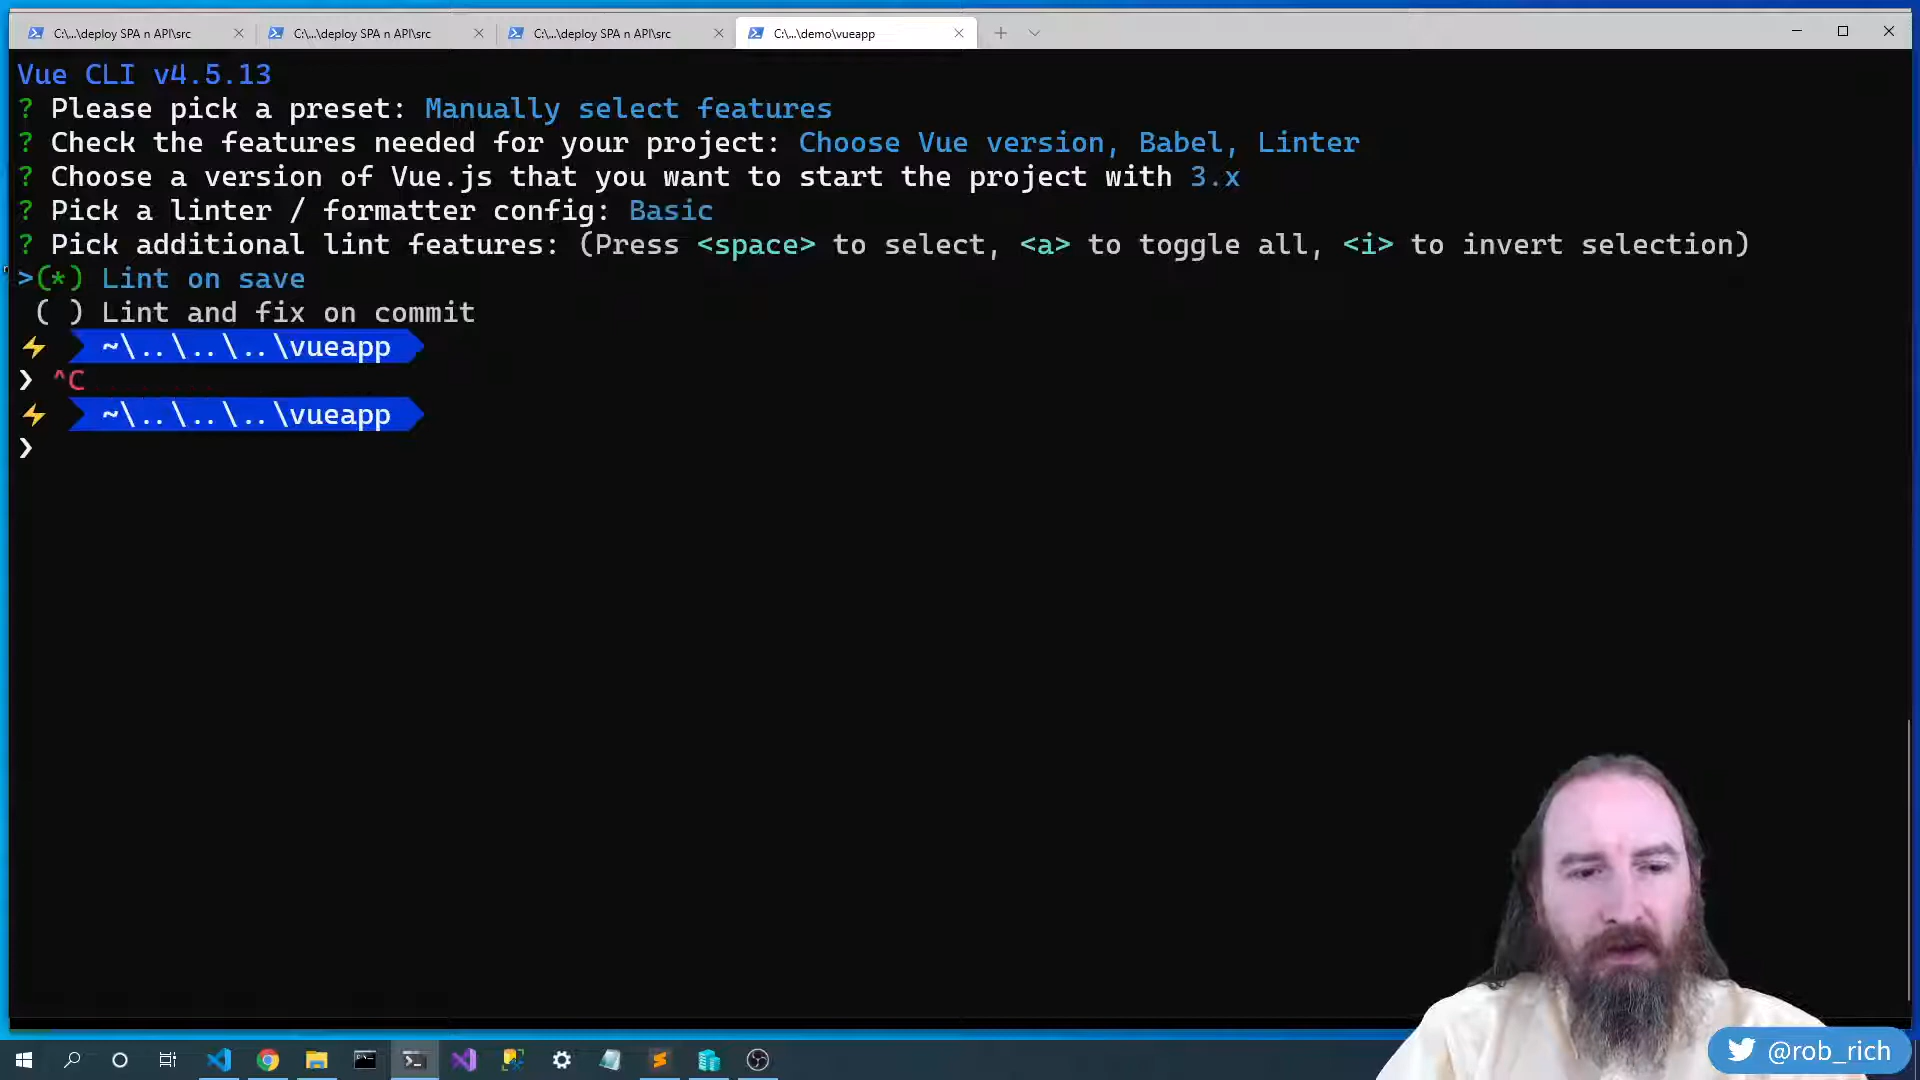 C:\...\deploy SPA n API\src
C:\...\deploy SPA n API\src
C:\...\deploy SPA n API\src
C:\...\demo\vueapp
Vue CLI v4.5.13
? Please pick a preset: Manually select features
? Check the features needed for your project: Choose Vue version, Babel, Linter
? Choose a version of Vue.js that you want to start the project with 3.x
? Pick a linter / formatter config: Basic
? Pick additional lint features: (Press <space> to select, <a> to toggle all, <i> to invert selection)
>(*) Lint on save
( ) Lint and fix on commit
~\..\..\..\vueapp
❯ ^C
~\..\..\..\vueapp
❯
@rob_rich